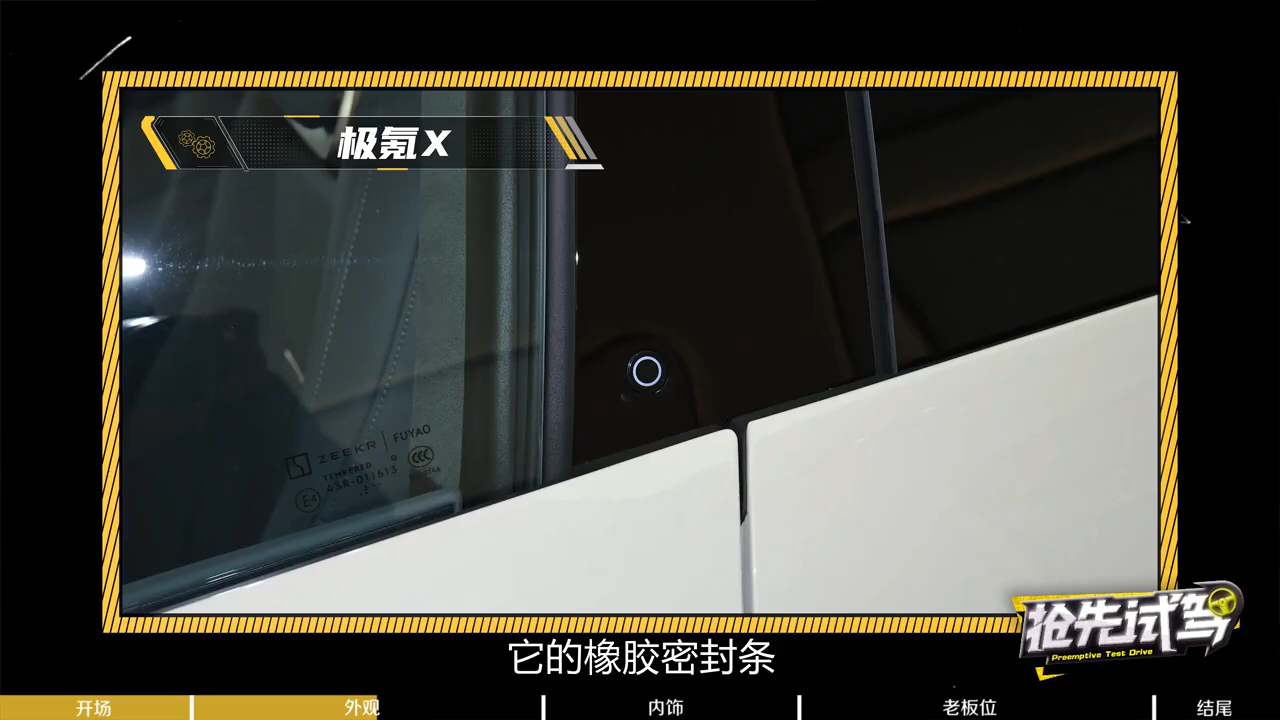 极氪X
ZEEKR | FUYAO
TEMPERED
43R-011613
E4
它的橡胶密封条
抢先试驾
Preemptive Test Drive
开场
外观
内饰
老板位
结尾